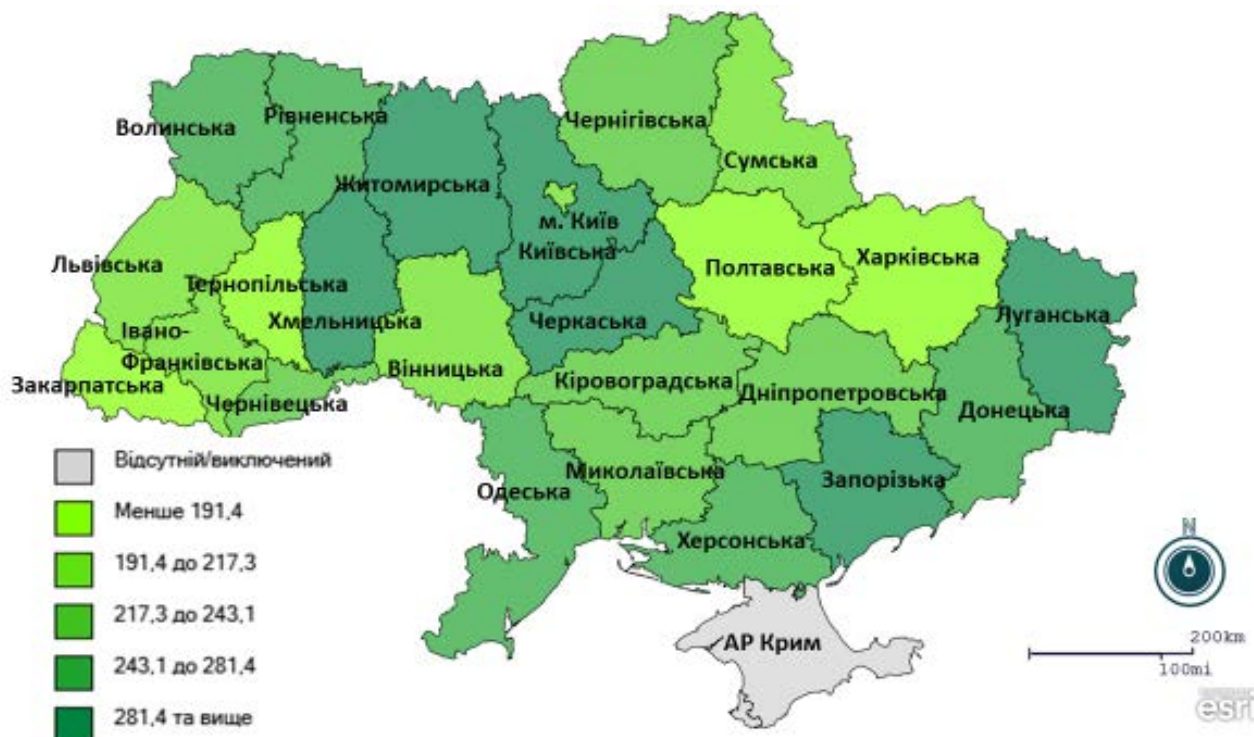 Волинська
Рівненська
Житомирська
Чернігівська
Сумська
м. Київ
Київська
Львівська
Тернопільська
Хмельницька
Полтавська
Харківська
Луганська
Івано-
Франківська
Закарпатська
Чернівецька
Вінницька
Черкаська
Кіровоградська
Дніпропетровська
Донецька
Одеська
Миколаївська
Запорізька
Херсонська
АР Крим
Відсутній/виключений
Менше 191,4
191,4 до 217,3
217,3 до 243,1
243,1 до 281,4
281,4 та вище
N
200km
100mi
esri